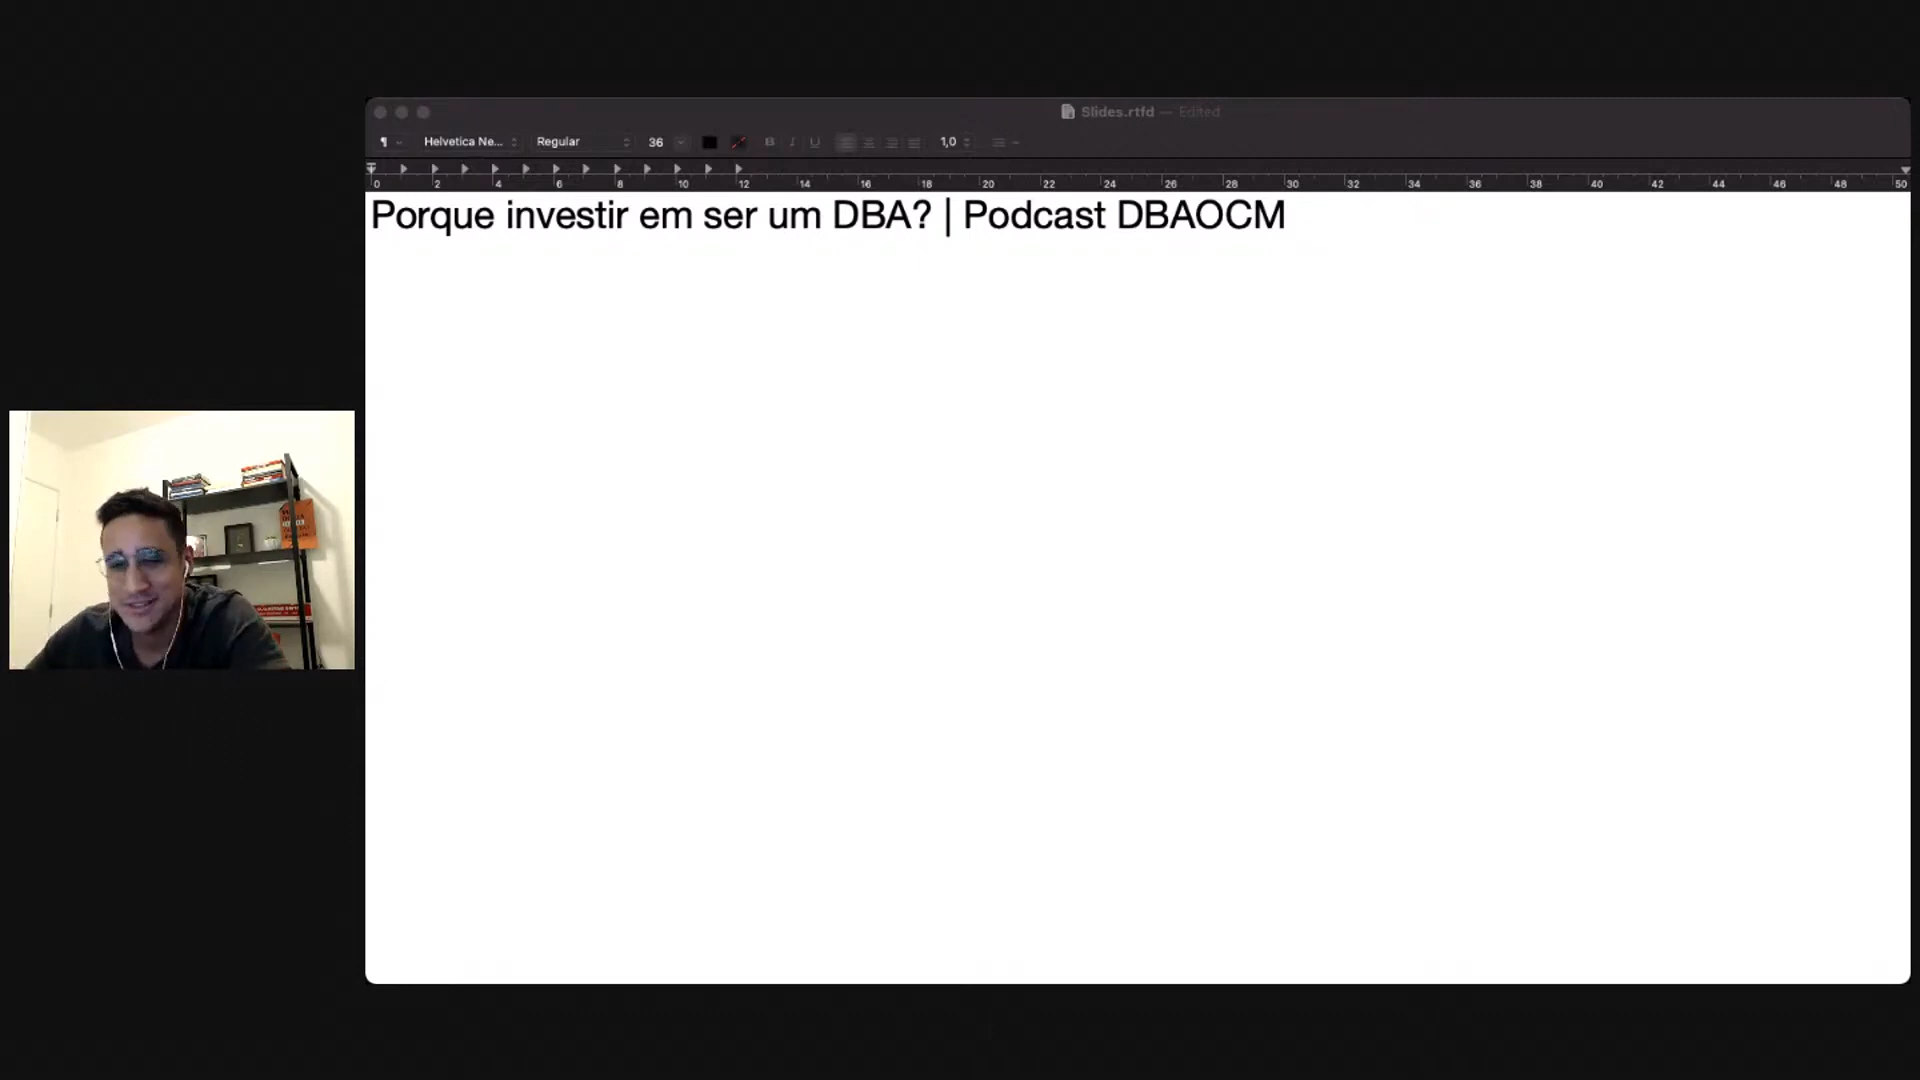 Slides.rtfd — Edited
¶ Helvetica Ne... Regular 36 B I U 1,0
0 2 4 6 8 10 12 14 16 18 20 22 24 26 28 30 32 34 36 38 40 42 44 46 48 50
Porque investir em ser um DBA? | Podcast DBAOCM